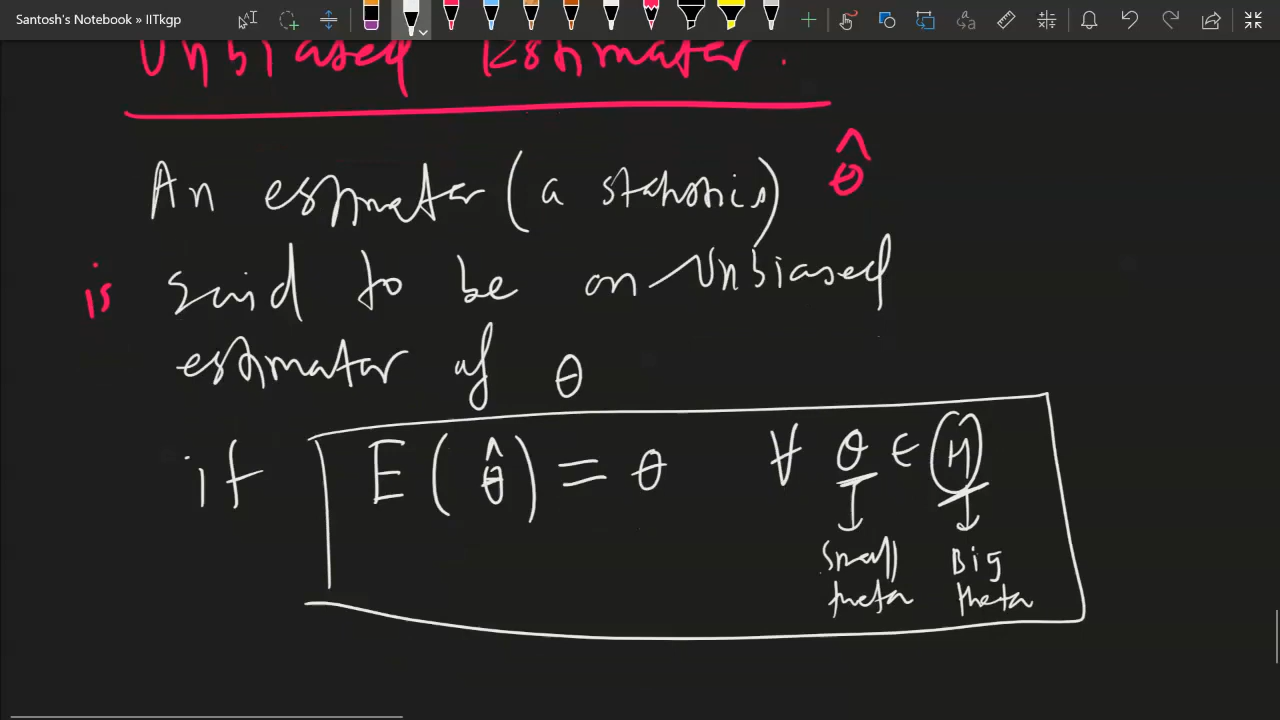 Santosh's Notebook » IITkgp
Unbiased Estimator.
An estimator (a statistic) θ̂
is said to be an Unbiased
estimator of θ
if E(θ̂) = θ ∀ θ ∈ Θ
Small Big
theta theta